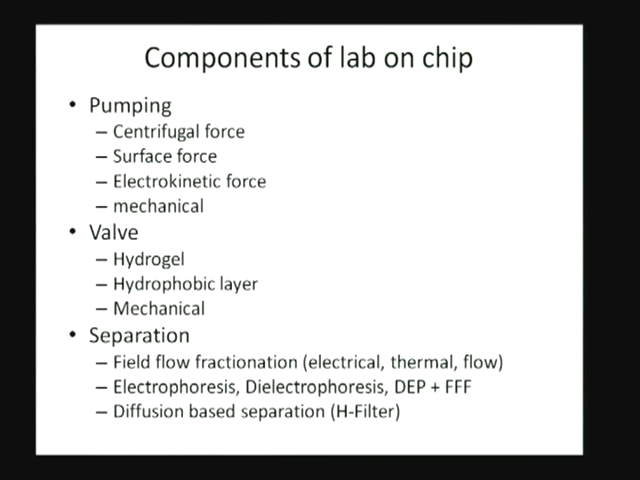 Components of lab on chip
• Pumping
– Centrifugal force
– Surface force
– Electrokinetic force
– mechanical
• Valve
– Hydrogel
– Hydrophobic layer
– Mechanical
• Separation
– Field flow fractionation (electrical, thermal, flow)
– Electrophoresis, Dielectrophoresis, DEP + FFF
– Diffusion based separation (H-Filter)